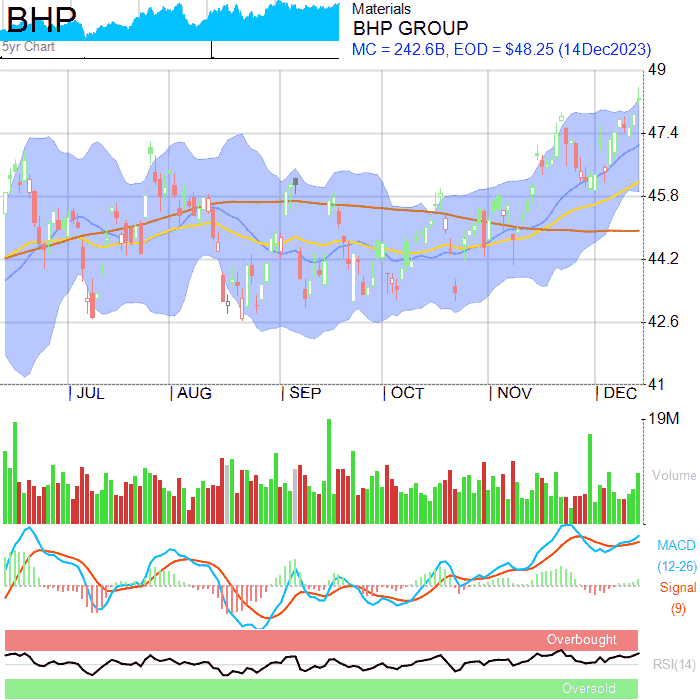 BHP
5yr Chart
Materials
BHP GROUP
MC = 242.6B, EOD = $48.25 (14Dec2023)
49
47.4
45.8
44.2
42.6
41
|JUL |AUG |SEP |OCT |NOV |DEC
19M
Volume
MACD
(12-26)
Signal
(9)
Overbought
RSI(14)
Oversold